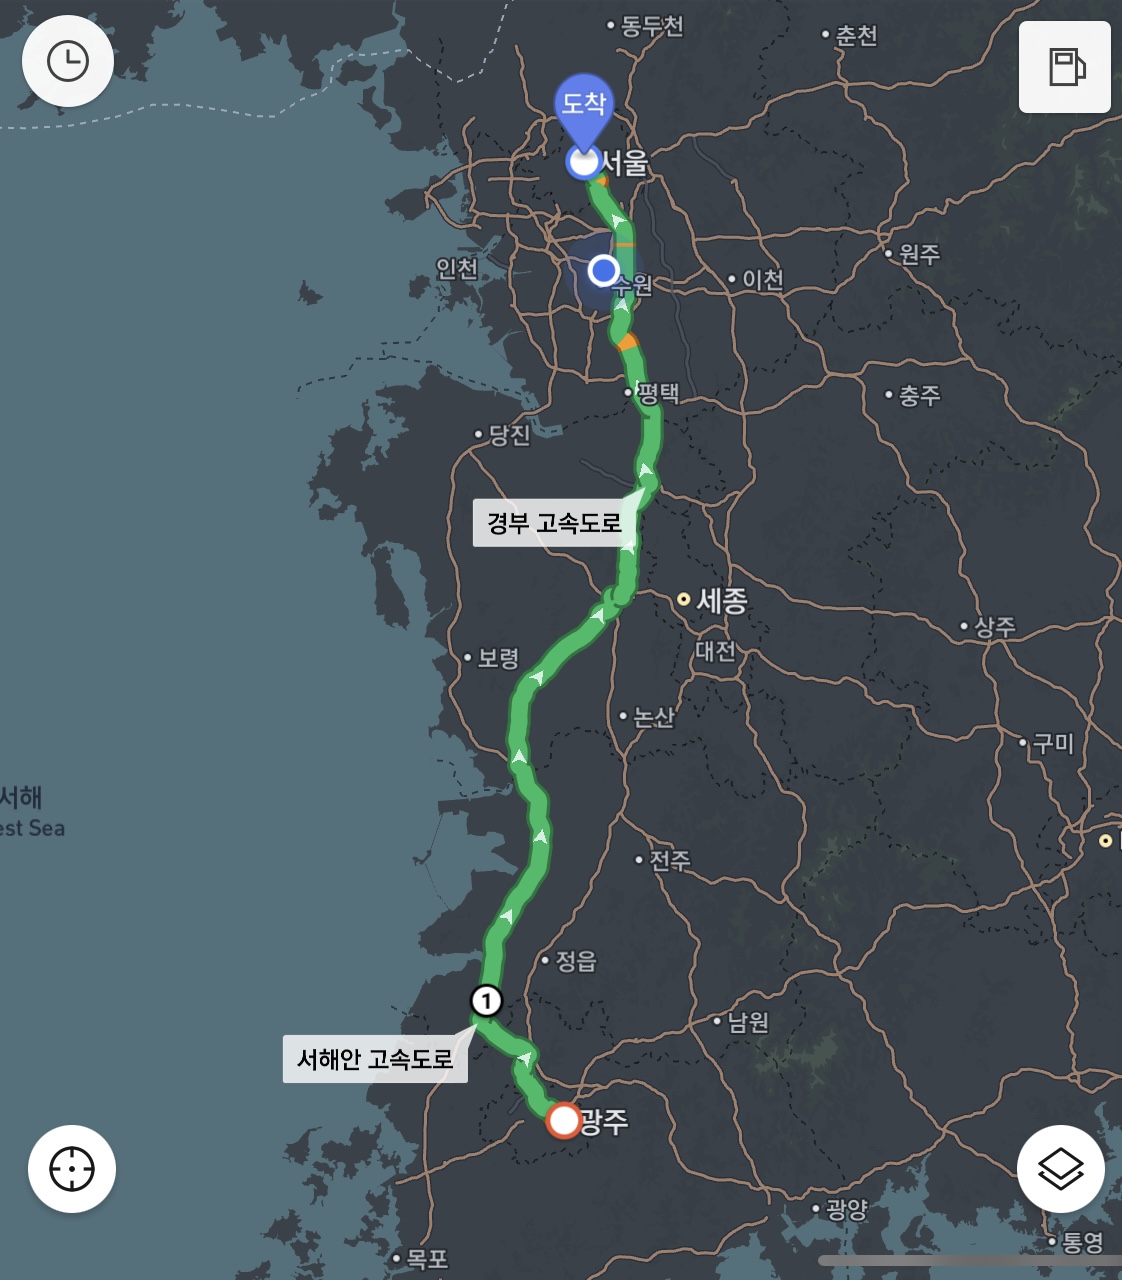 동두천
춘천
도착
서울
원주
인천
수원
이천
평택
충주
당진
경부 고속도로
세종
상주
대전
보령
논산
구미
서해
est Sea
전주
정읍
1
남원
서해안 고속도로
광주
광양
통영
목포